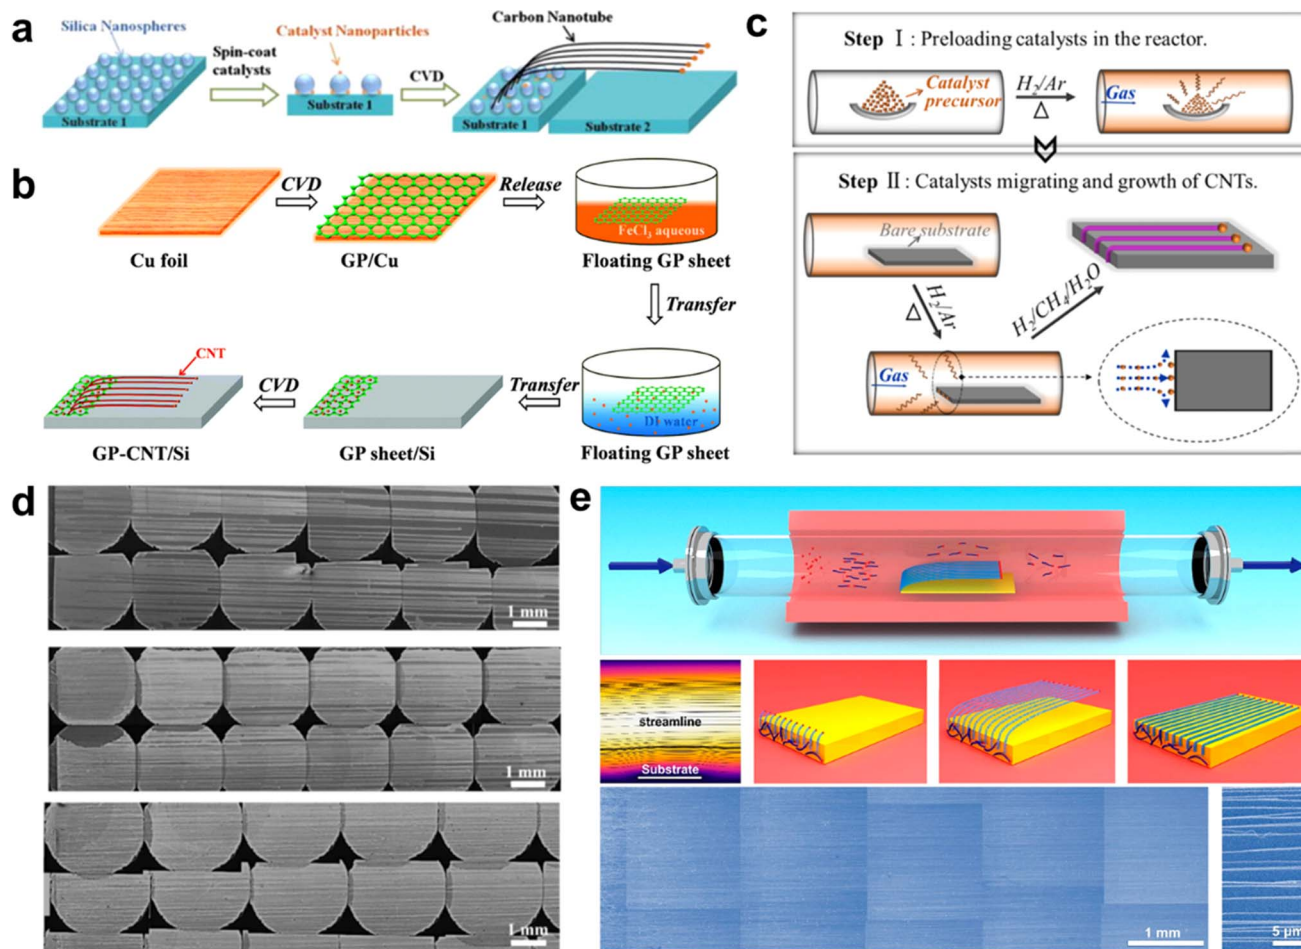 a
Silica Nanospheres
Spin-coat
catalysts
Substrate 1
Catalyst Nanoparticles
Substrate 1
CVD
Carbon Nanotube
Substrate 1
Substrate 2
b
CVD
Release
FeCl3 aqueous
Cu foil
GP/Cu
Floating GP sheet
Transfer
CNT
CVD
Transfer
DI water
GP-CNT/Si
GP sheet/Si
Floating GP sheet
c
Step Ⅰ : Preloading catalysts in the reactor.
Catalyst
precursor
H2/Ar
△
Gas
Step Ⅱ : Catalysts migrating and growth of CNTs.
Bare substrate
△
H2/Ar
H2/CH4/H2O
Gas
d
1 mm
1 mm
1 mm
e
streamline
Substrate
1 mm
5 μm